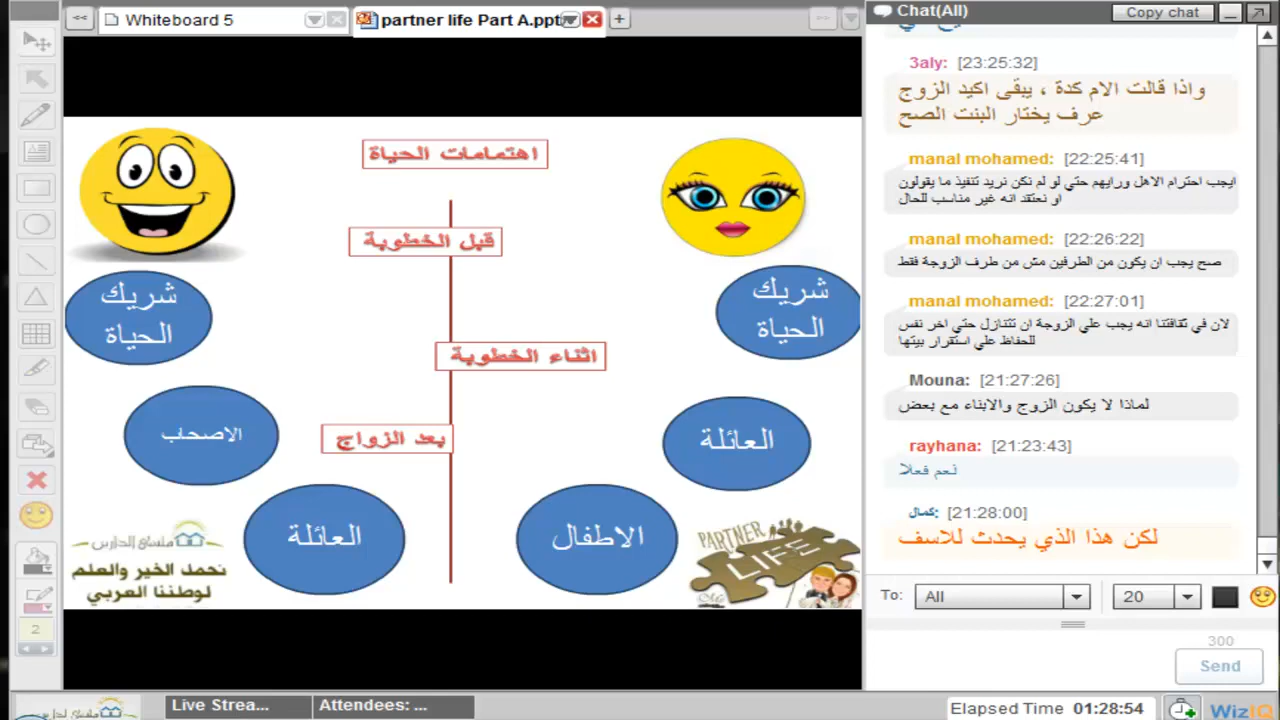 Whiteboard 5
partner life Part A.ppt
اهتمامات الحياة
قبل الخطوبة
شريك
الحياة
شريك
الحياة
اثناء الخطوبة
الاصحاب
العائلة
بعد الزواج
العائلة
الاطفال
ملتقى الدارس
نحمل الخير والعلم
لوطننا العربي
PARTNER
LIFE
2
Chat(All)
Copy chat
3aly: [23:25:32]
واذا قالت الام كدة ، يبقى اكيد الزوج
عرف يختار البنت الصح
manal mohamed: [22:25:41]
ايجب احترام الاهل ورايهم حتي لو لم نكن نريد تنفيذ ما يقولون
او نعتقد انه غير مناسب للحال
manal mohamed: [22:26:22]
صح يجب ان يكون من الطرفين مش من طرف الزوجة فقط
manal mohamed: [22:27:01]
لان في ثقافتنا انه يجب علي الزوجة ان تتنازل حتي اخر نفس
للحفاظ علي استقرار بيتها
Mouna: [21:27:26]
لماذا لا يكون الزوج والابناء مع بعض
rayhana: [21:23:43]
نعم فعلا
كمال: [21:28:00]
لكن هذا الذي يحدث للاسف
To: All 20
300
Send
Live Strea...
Attendees: ...
Elapsed Time 01:28:54
WizIQ